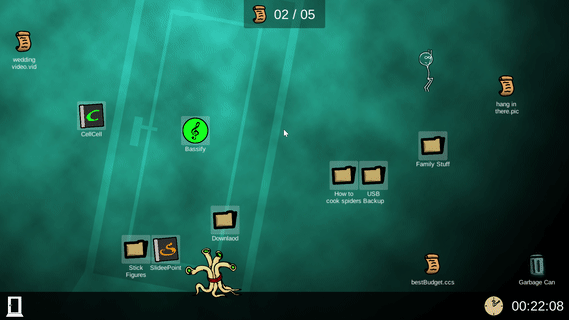 02 / 05
wedding
video.vid
hang in
there.pic
CellCell
Bassify
Family Stuff
How to
cook spiders
USB
Backup
Downlaod
Stick
Figures
SlideePoint
bestBudget.ccs
Garbage Can
00:22:08